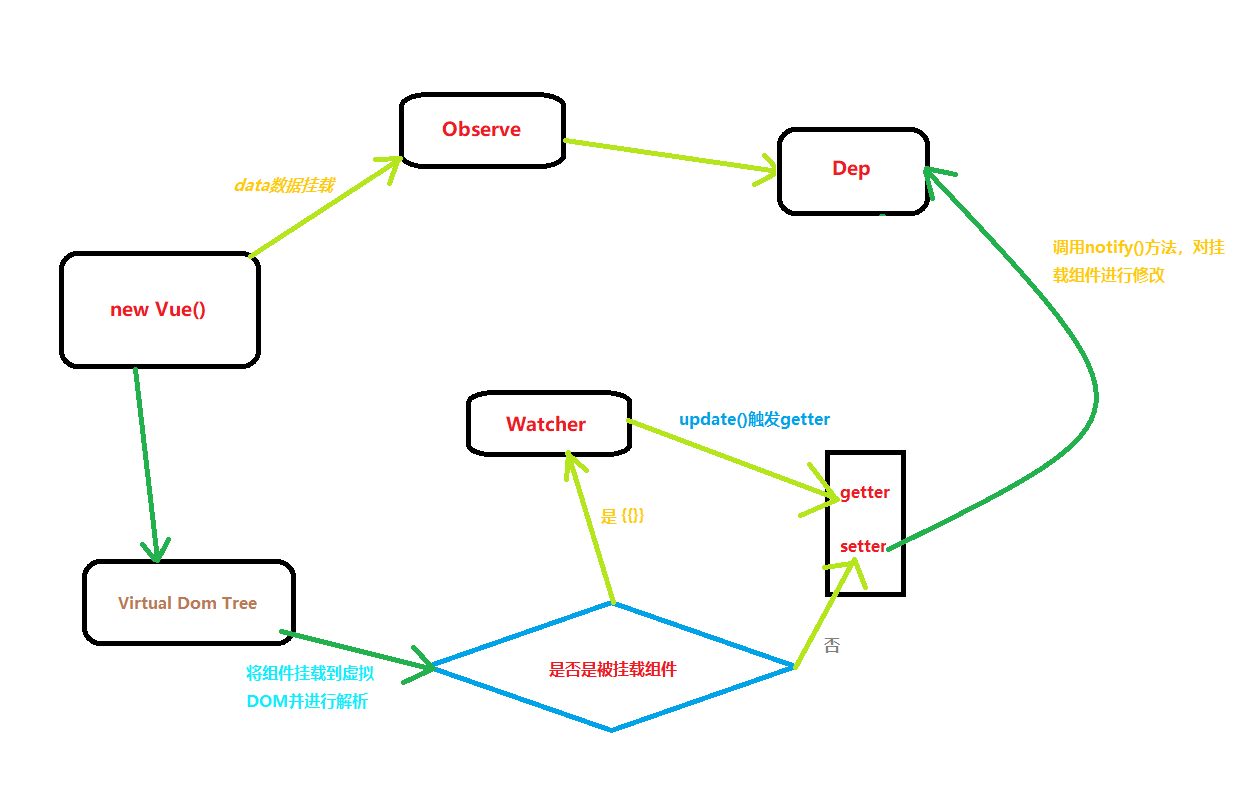 Observe
Dep
data数据挂载
调用notify()方法，对挂
载组件进行修改
new Vue()
Watcher
update()触发getter
getter
是 {{}}
setter
Virtual Dom Tree
否
将组件挂载到虚拟
DOM并进行解析
是否是被挂载组件